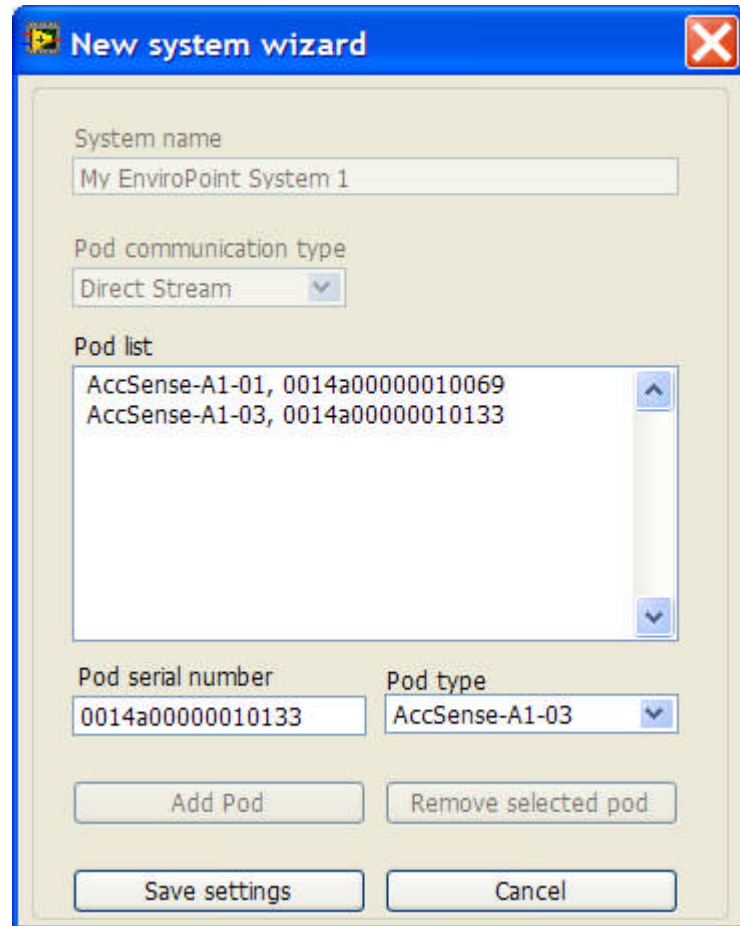 New system wizard
System name
My EnviroPoint System 1
Pod communication type
Direct Stream
Pod list
AccSense-A1-01, 0014a00000010069
AccSense-A1-03, 0014a00000010133
Pod serial number
Pod type
0014a00000010133
AccSense-A1-03
Add Pod
Remove selected pod
Save settings
Cancel